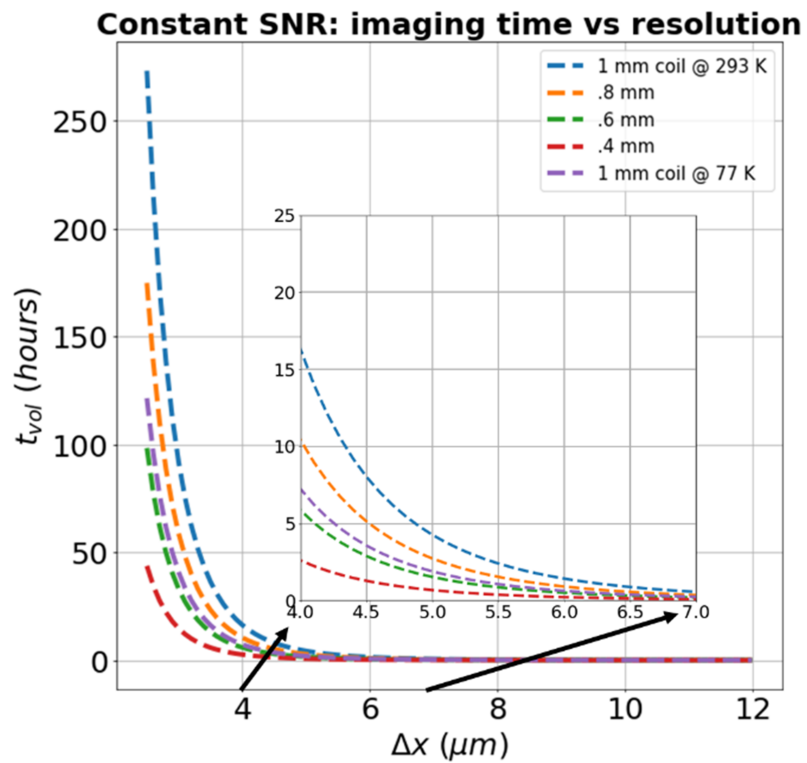 Constant SNR: imaging time vs resolution
1 mm coil @ 293 K
.8 mm
.6 mm
.4 mm
1 mm coil @ 77 K
250
200
150
100
50
0
t_vol (hours)
25
20
15
10
5
0
4.0 4.5 5.0 5.5 6.0 6.5 7.0
4 6 8 10 12
Δx (μm)